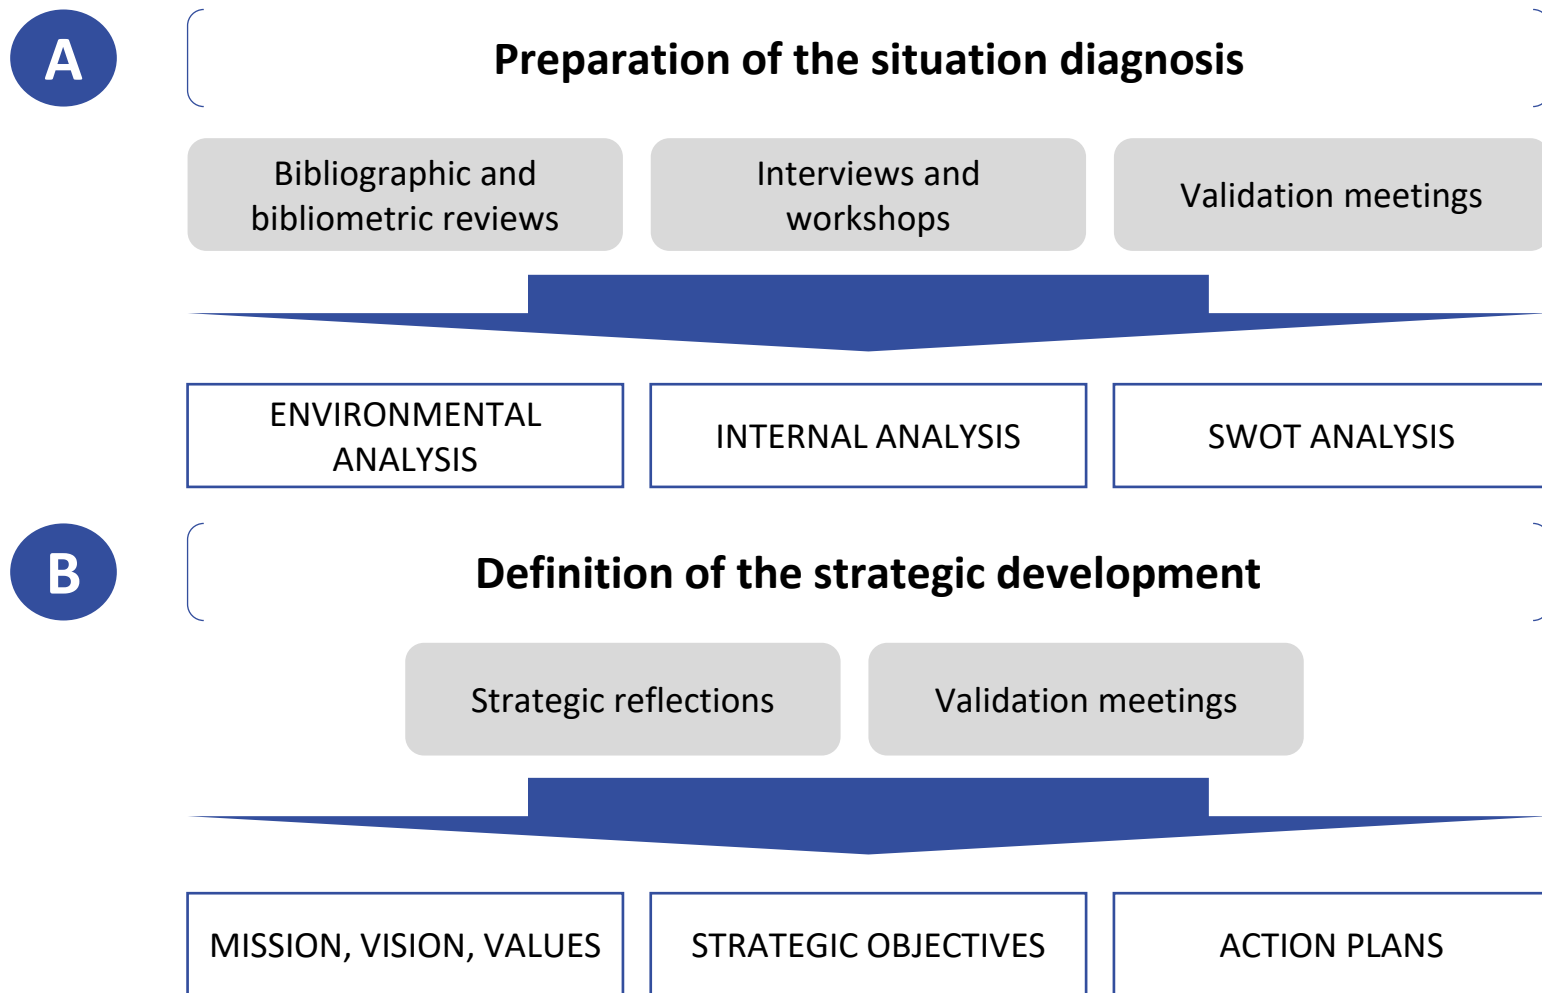 A
Preparation of the situation diagnosis
Bibliographic and
bibliometric reviews
Interviews and
workshops
Validation meetings
ENVIRONMENTAL
ANALYSIS
INTERNAL ANALYSIS
SWOT ANALYSIS
B
Definition of the strategic development
Strategic reflections
Validation meetings
MISSION, VISION, VALUES
STRATEGIC OBJECTIVES
ACTION PLANS